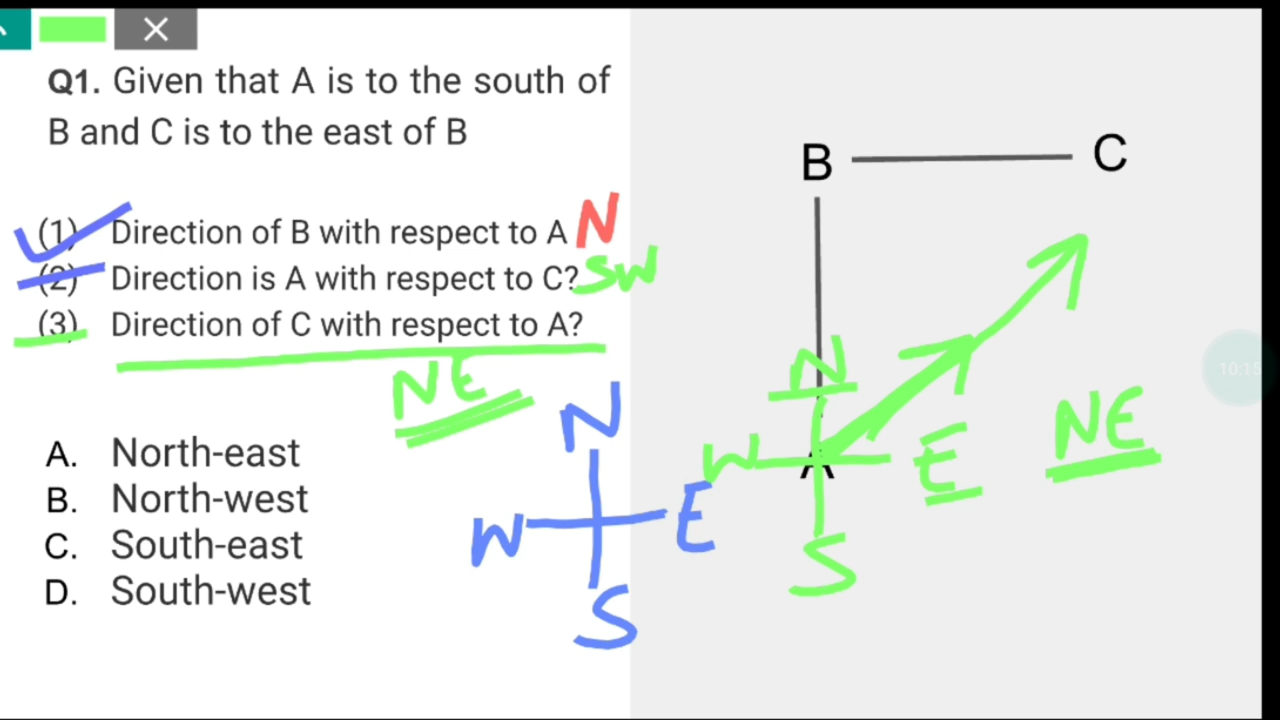 Q1. Given that A is to the south of
B and C is to the east of B
(1) Direction of B with respect to A N
(2) Direction is A with respect to C? SW
(3) Direction of C with respect to A?
NE
A. North-east
B. North-west
C. South-east
D. South-west
N
W E
S
B C
N
W A E NE
S
10:15